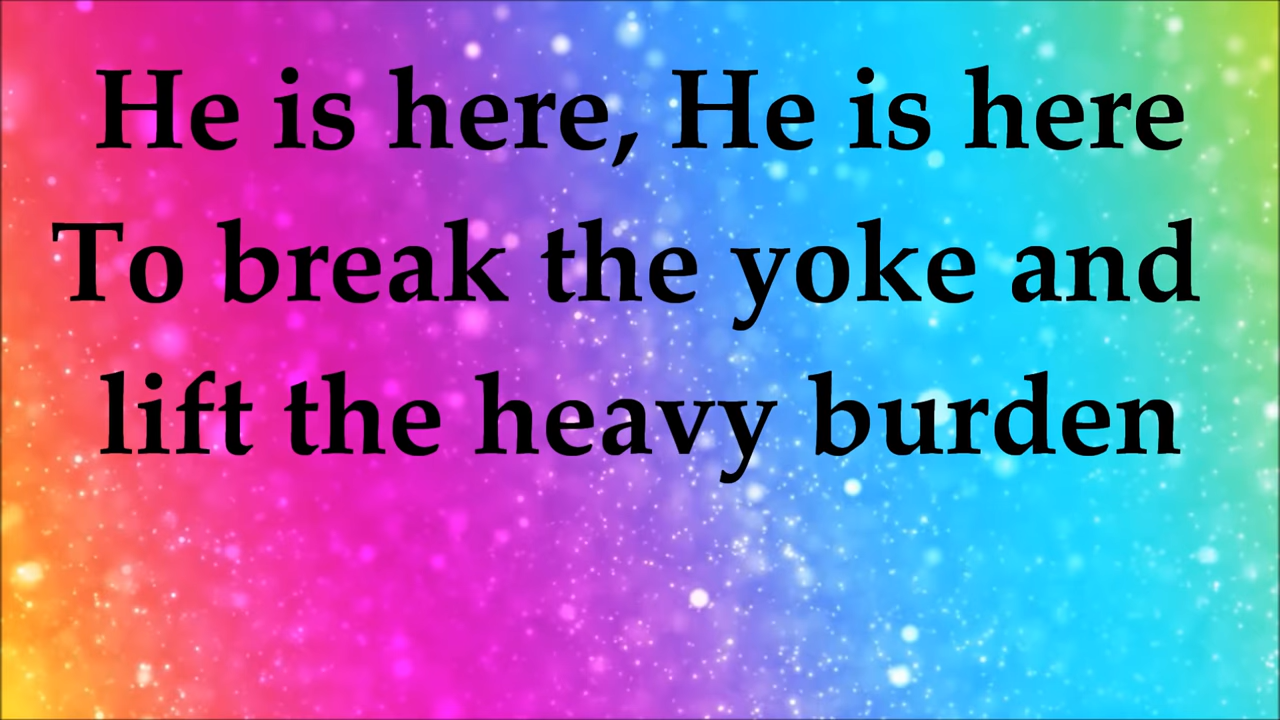 He is here, He is here
To break the yoke and
lift the heavy burden